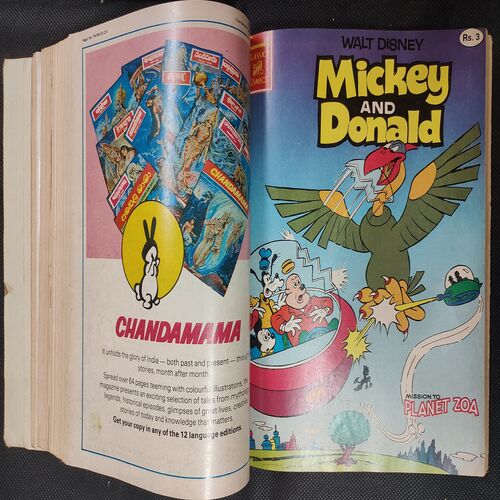 CHANDAMAMA
CHANDAMAMA
It unfolds the glory of India — both past and present — through
stories, month after month.
Spread over 64 pages teeming with colourful illustrations, the
magazine presents an exciting selection of tales from mythology,
legends, historical episodes, glimpses of great lives, creative
stories of today and knowledge that matters.
Get your copy in any of the 12 language editions.
CLASSIC
COMIC
WALT DISNEY
Rs. 3
Mickey
AND
Donald
MISSION TO
PLANET ZOA